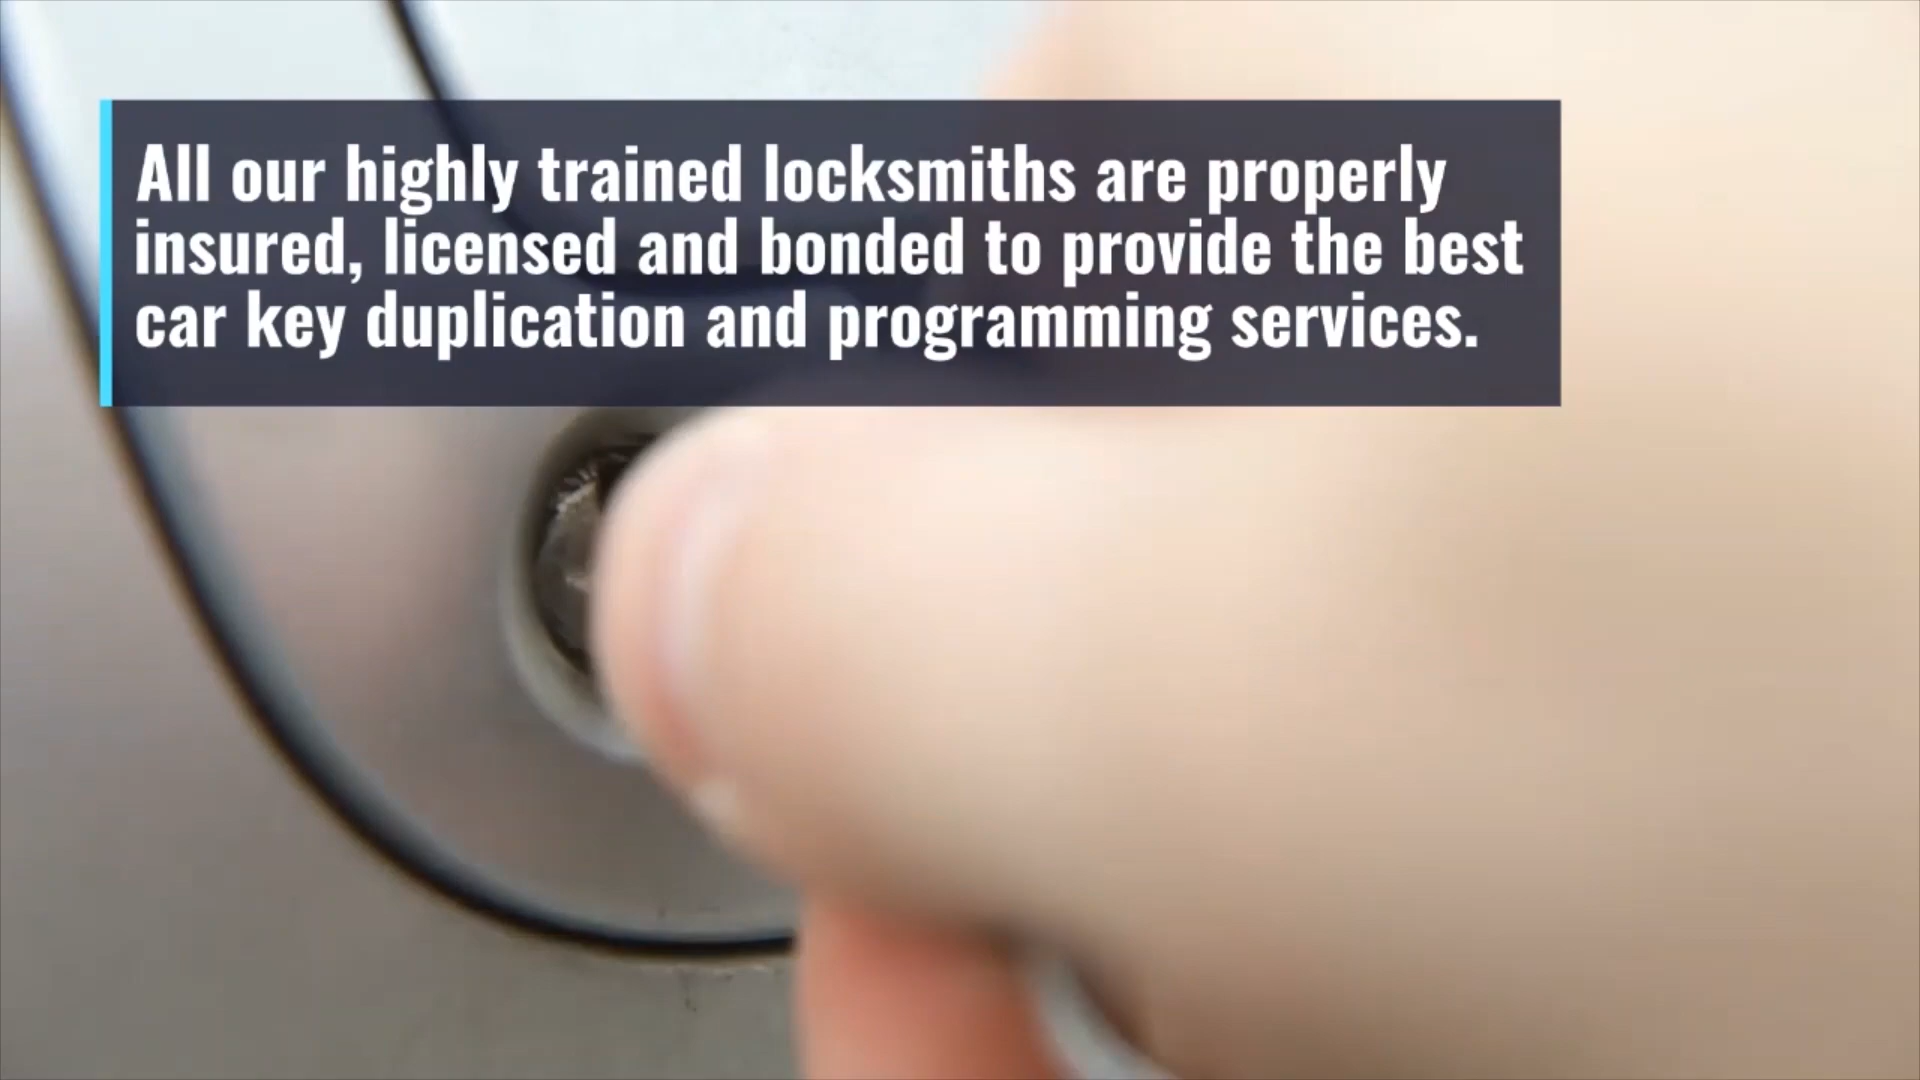 All our highly trained locksmiths are properly
insured, licensed and bonded to provide the best
car key duplication and programming services.